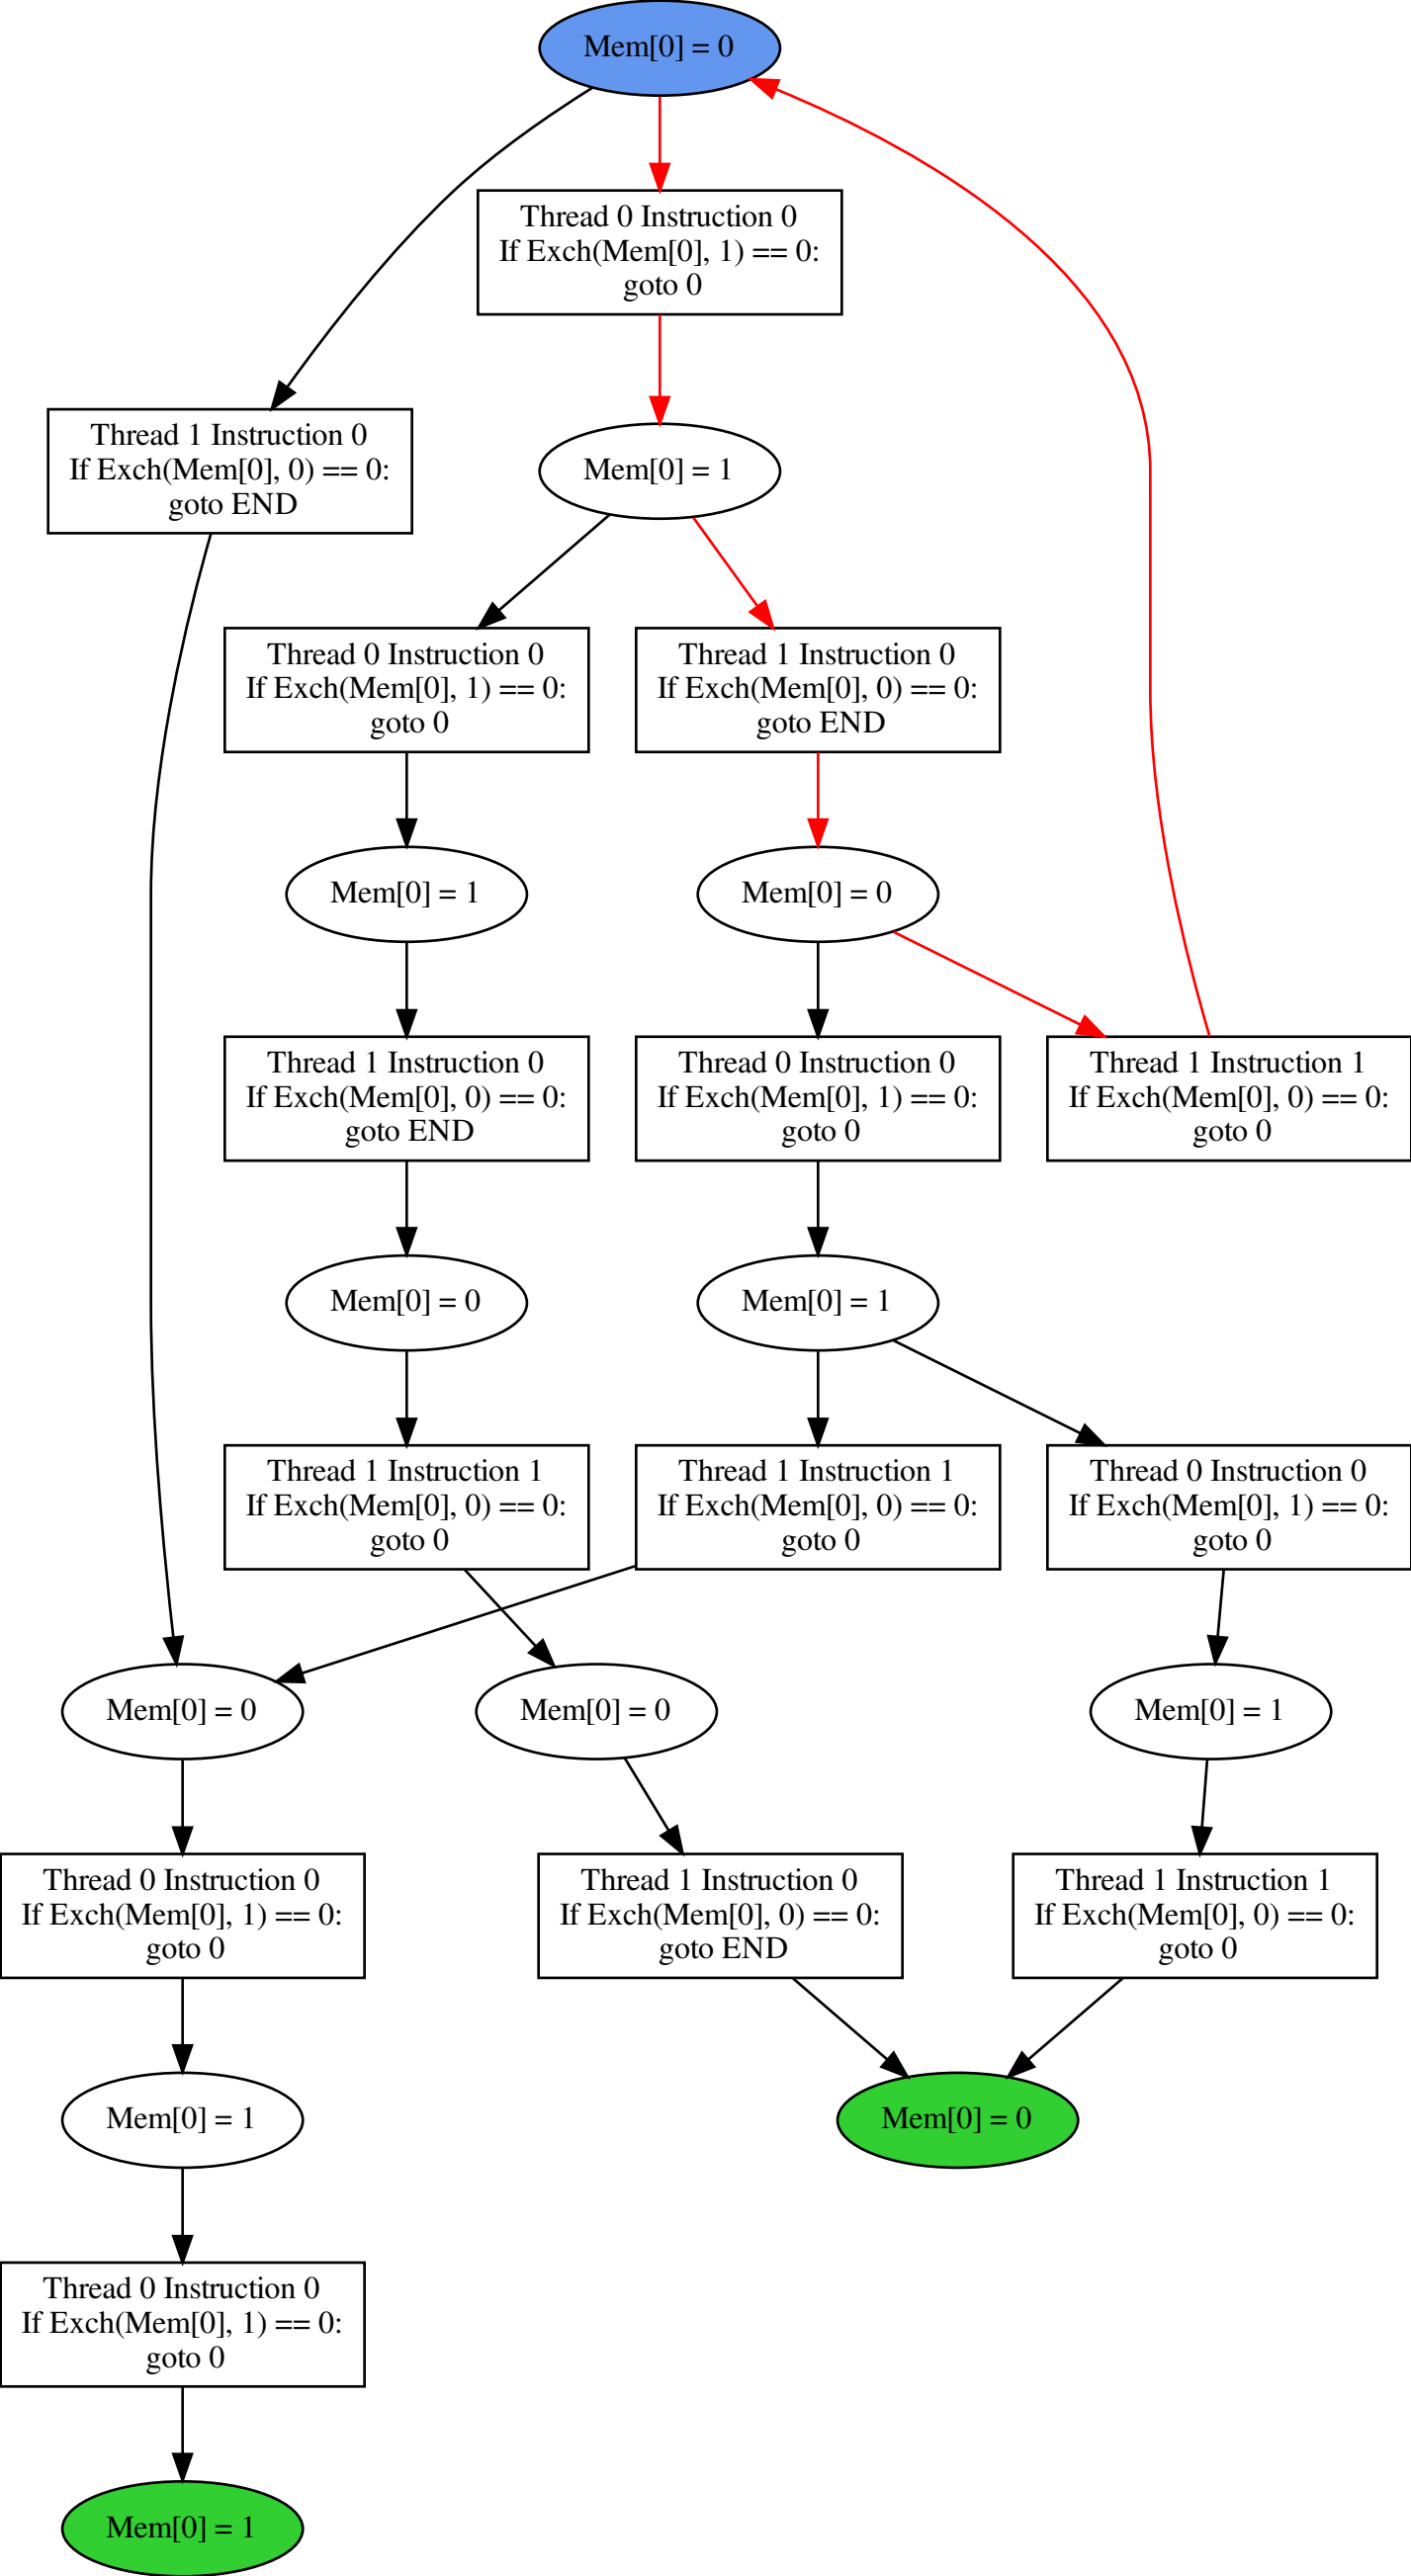 Mem[0] = 0
Thread 0 Instruction 0
If Exch(Mem[0], 1) == 0:
goto 0
Thread 1 Instruction 0
If Exch(Mem[0], 0) == 0:
goto END
Mem[0] = 1
Thread 0 Instruction 0
If Exch(Mem[0], 1) == 0:
goto 0
Thread 1 Instruction 0
If Exch(Mem[0], 0) == 0:
goto END
Mem[0] = 1
Mem[0] = 0
Thread 1 Instruction 0
If Exch(Mem[0], 0) == 0:
goto END
Thread 0 Instruction 0
If Exch(Mem[0], 1) == 0:
goto 0
Thread 1 Instruction 1
If Exch(Mem[0], 0) == 0:
goto 0
Mem[0] = 0
Mem[0] = 1
Thread 1 Instruction 1
If Exch(Mem[0], 0) == 0:
goto 0
Thread 1 Instruction 1
If Exch(Mem[0], 0) == 0:
goto 0
Thread 0 Instruction 0
If Exch(Mem[0], 1) == 0:
goto 0
Mem[0] = 0
Mem[0] = 0
Mem[0] = 1
Thread 0 Instruction 0
If Exch(Mem[0], 1) == 0:
goto 0
Thread 1 Instruction 0
If Exch(Mem[0], 0) == 0:
goto END
Thread 1 Instruction 1
If Exch(Mem[0], 0) == 0:
goto 0
Mem[0] = 1
Mem[0] = 0
Thread 0 Instruction 0
If Exch(Mem[0], 1) == 0:
goto 0
Mem[0] = 1